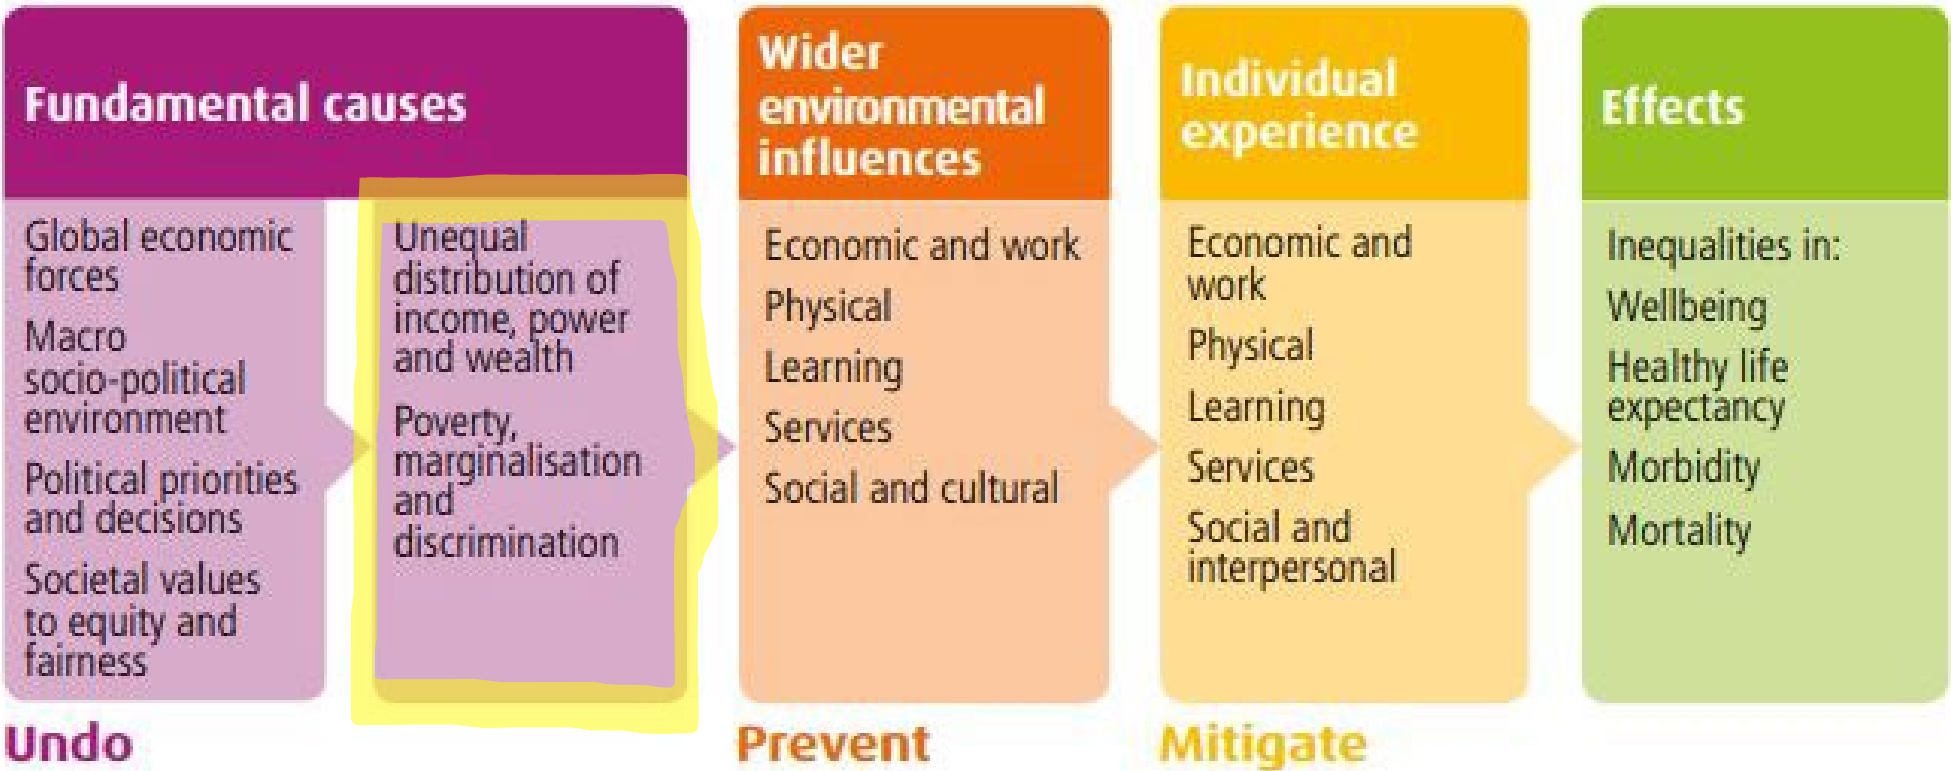 Fundamental causes
Global economic
forces
Macro
socio-political
environment
Political priorities
and decisions
Societal values
to equity and
fairness
Unequal
distribution of
income, power
and wealth
Poverty,
marginalisation
and
discrimination
Undo
Wider
environmental
influences
Economic and work
Physical
Learning
Services
Social and cultural
Prevent
Individual
experience
Economic and
work
Physical
Learning
Services
Social and
interpersonal
Mitigate
Effects
Inequalities in:
Wellbeing
Healthy life
expectancy
Morbidity
Mortality